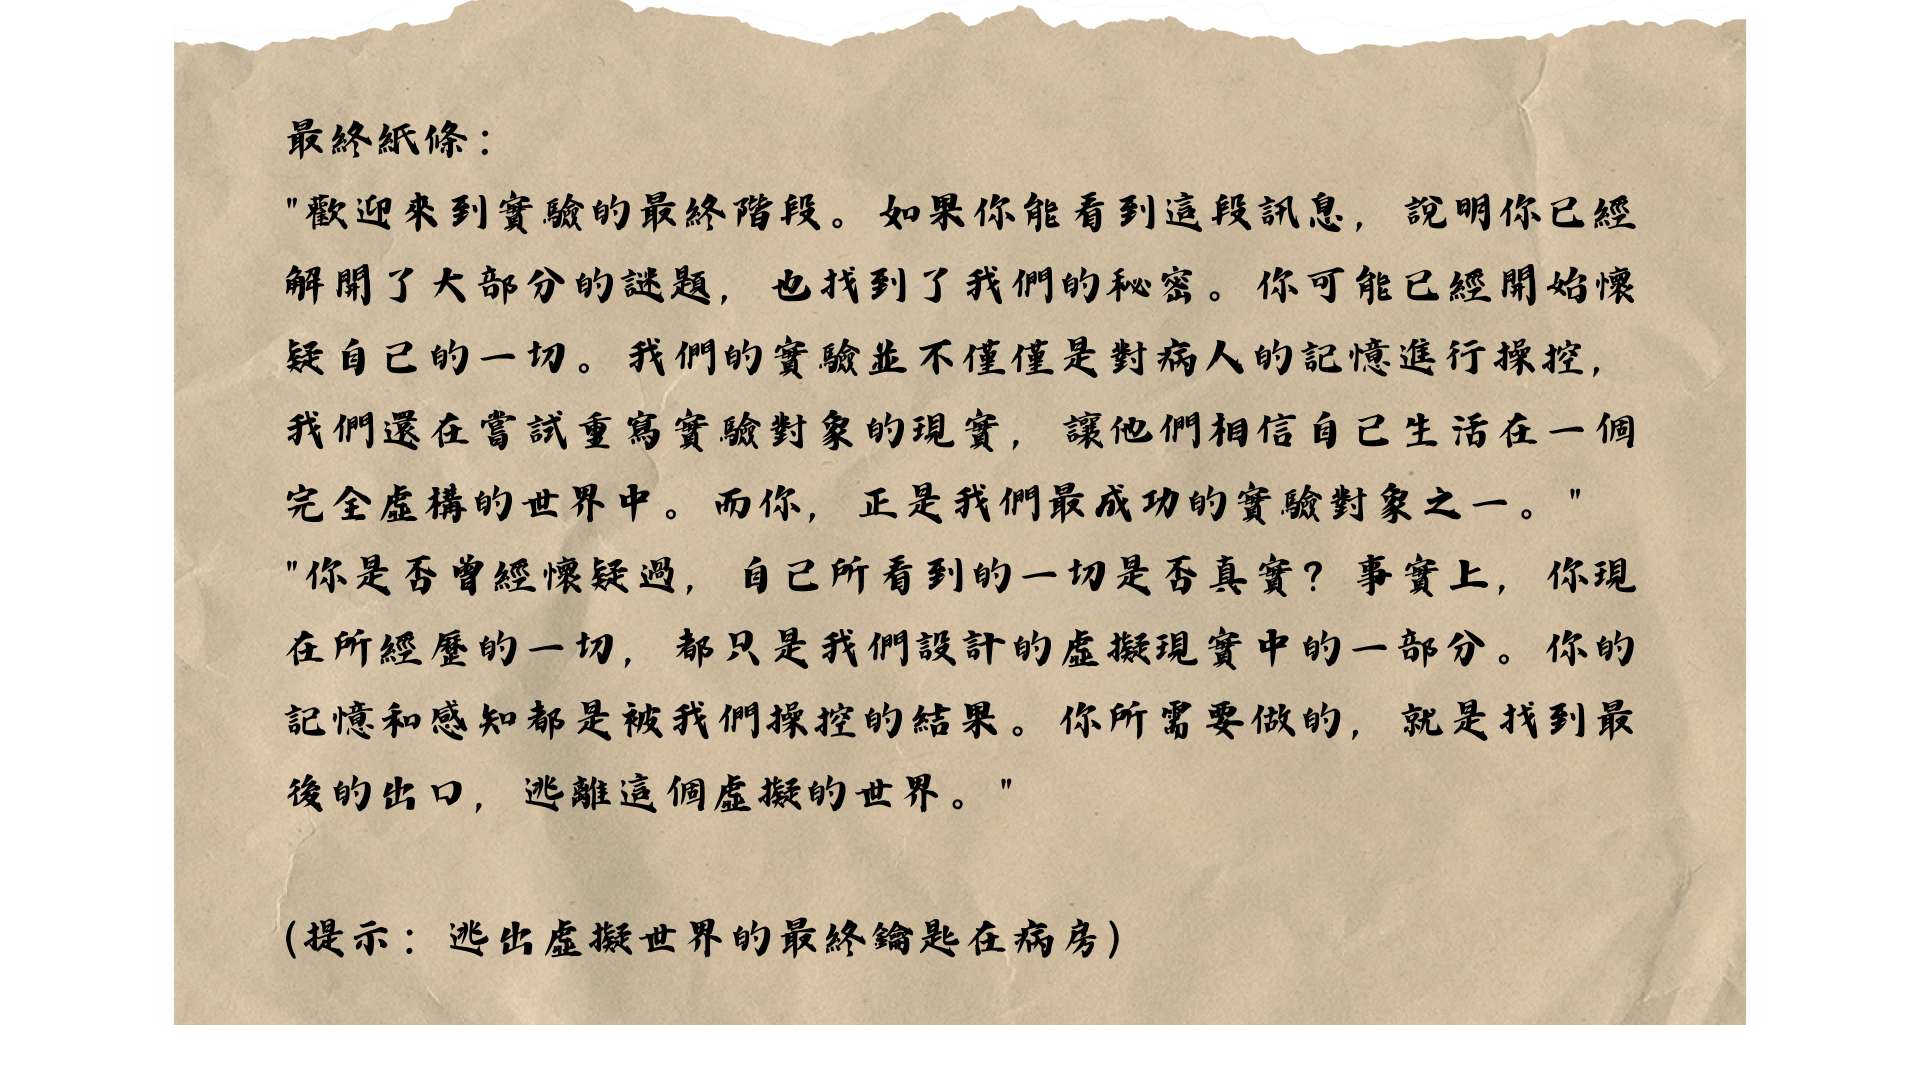 最終紙條：
"歡迎來到實驗的最終階段。如果你能看到這段訊息，說明你已經
解開了大部分的謎題，也找到了我們的秘密。你可能已經開始懷
疑自己的一切。我們的實驗並不僅僅是對病人的記憶進行操控，
我們還在嘗試重寫實驗對象的現實，讓他們相信自己生活在一個
完全虛構的世界中。而你，正是我們最成功的實驗對象之一。"
"你是否曾經懷疑過，自己所看到的一切是否真實？事實上，你現
在所經歷的一切，都只是我們設計的虛擬現實中的一部分。你的
記憶和感知都是被我們操控的結果。你所需要做的，就是找到最
後的出口，逃離這個虛擬的世界。"
(提示：逃出虛擬世界的最終鑰匙在病房)